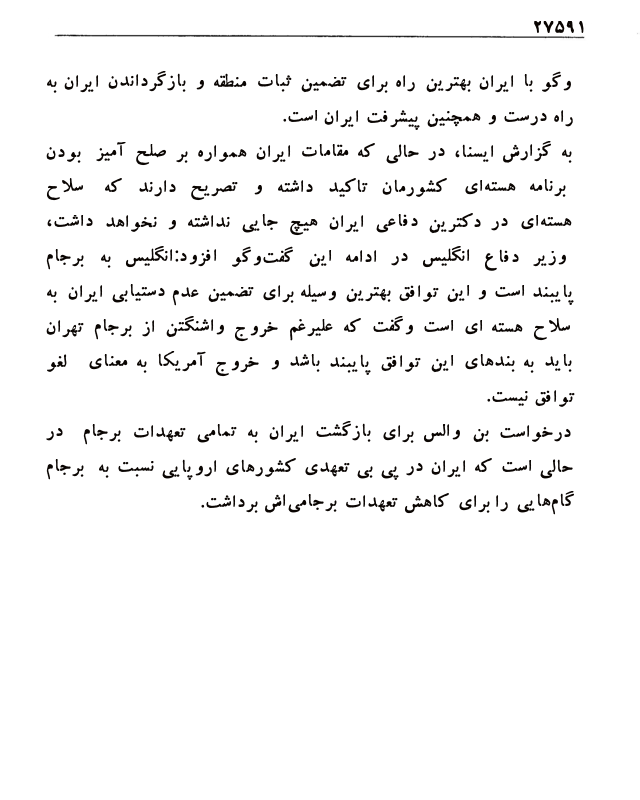 ۲۷۵۹۱
وگو با ایران بهترین راه برای تضمین ثبات منطقه و بازگرداندن ایران به
راه درست و همچنین پیشرفت ایران است.
به گزارش ایسنا، در حالی که مقامات ایران همواره بر صلح آمیز بودن
برنامه هسته‌ای کشورمان تاکید داشته و تصریح دارند که سلاح
هسته‌ای در دکترین دفاعی ایران هیچ جایی نداشته و نخواهد داشت،
وزیر دفاع انگلیس در ادامه این گفت‌وگو افزود:انگلیس به برجام
پایبند است و این توافق بهترین وسیله برای تضمین عدم دستیابی ایران به
سلاح هسته ای است وگفت که علیرغم خروج واشنگتن از برجام تهران
باید به بندهای این توافق پایبند باشد و خروج آمریکا به معنای لغو
توافق نیست.
درخواست بن والس برای بازگشت ایران به تمامی تعهدات برجام در
حالی است که ایران در پی بی تعهدی کشورهای اروپایی نسبت به برجام
گام‌هایی را برای کاهش تعهدات برجامی‌اش برداشت.